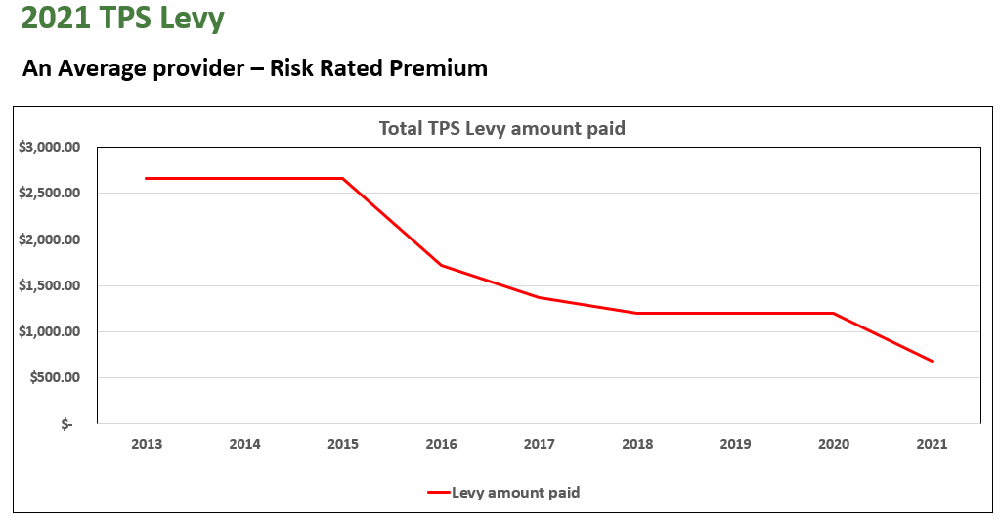 2021 TPS Levy
An Average provider – Risk Rated Premium
Total TPS Levy amount paid
$3,000.00
$2,500.00
$2,000.00
$1,500.00
$1,000.00
$500.00
$-
2013 2014 2015 2016 2017 2018 2019 2020 2021
Levy amount paid